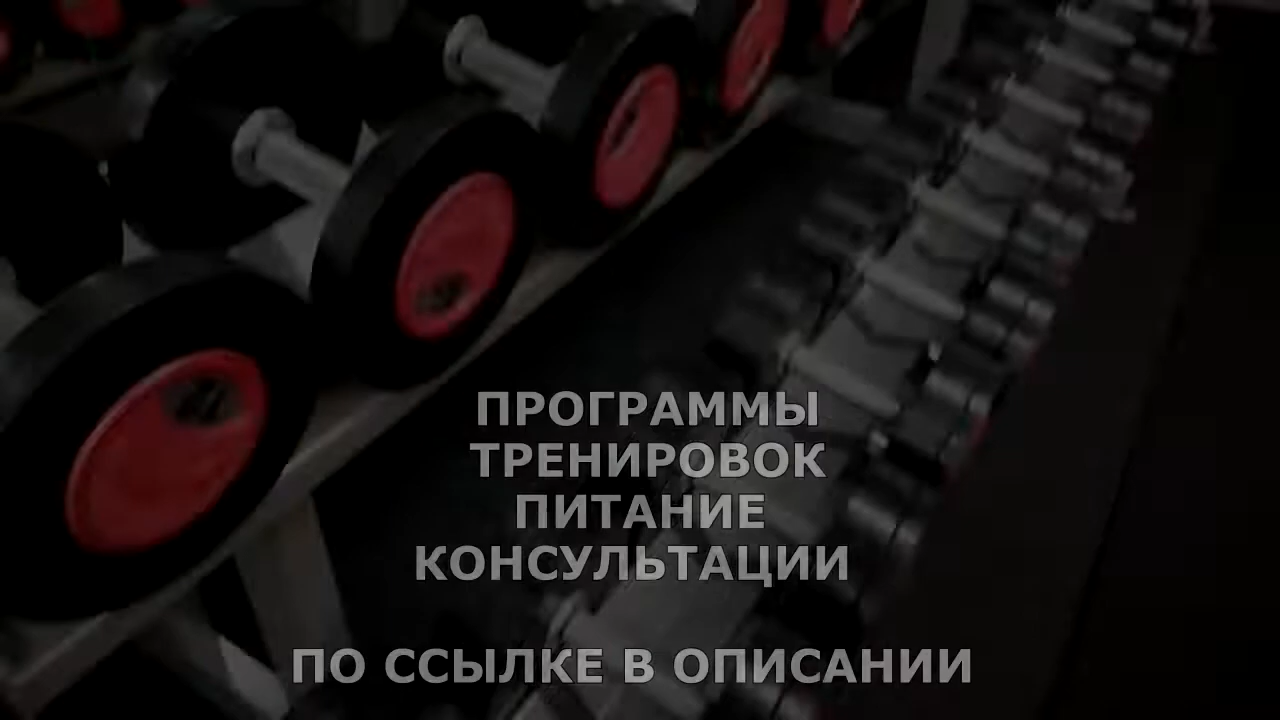 ПРОГРАММЫ
ТРЕНИРОВОК
ПИТАНИЕ
КОНСУЛЬТАЦИИ
ПО ССЫЛКЕ В ОПИСАНИИ